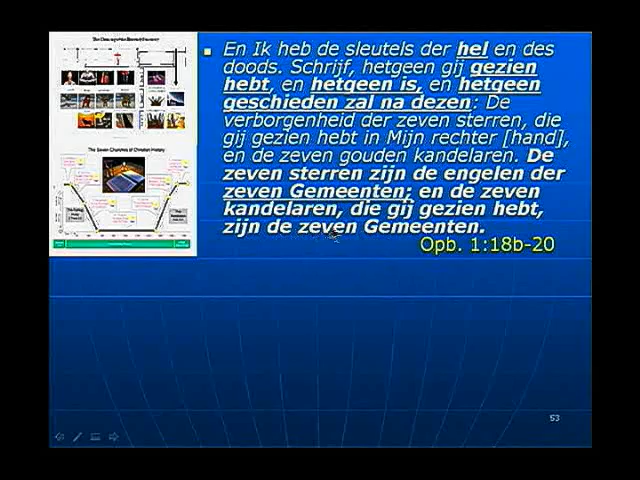 The Seven Churches of Christian History
En Ik heb de sleutels der hel en des
doods. Schrijf, hetgeen gij gezien
hebt, en hetgeen is, en hetgeen
geschieden zal na dezen: De
verborgenheid der zeven sterren, die
gij gezien hebt in Mijn rechter [hand],
en de zeven gouden kandelaren. De
zeven sterren zijn de engelen der
zeven Gemeenten; en de zeven
kandelaren, die gij gezien hebt,
zijn de zeven Gemeenten.
Opb. 1:18b-20
53